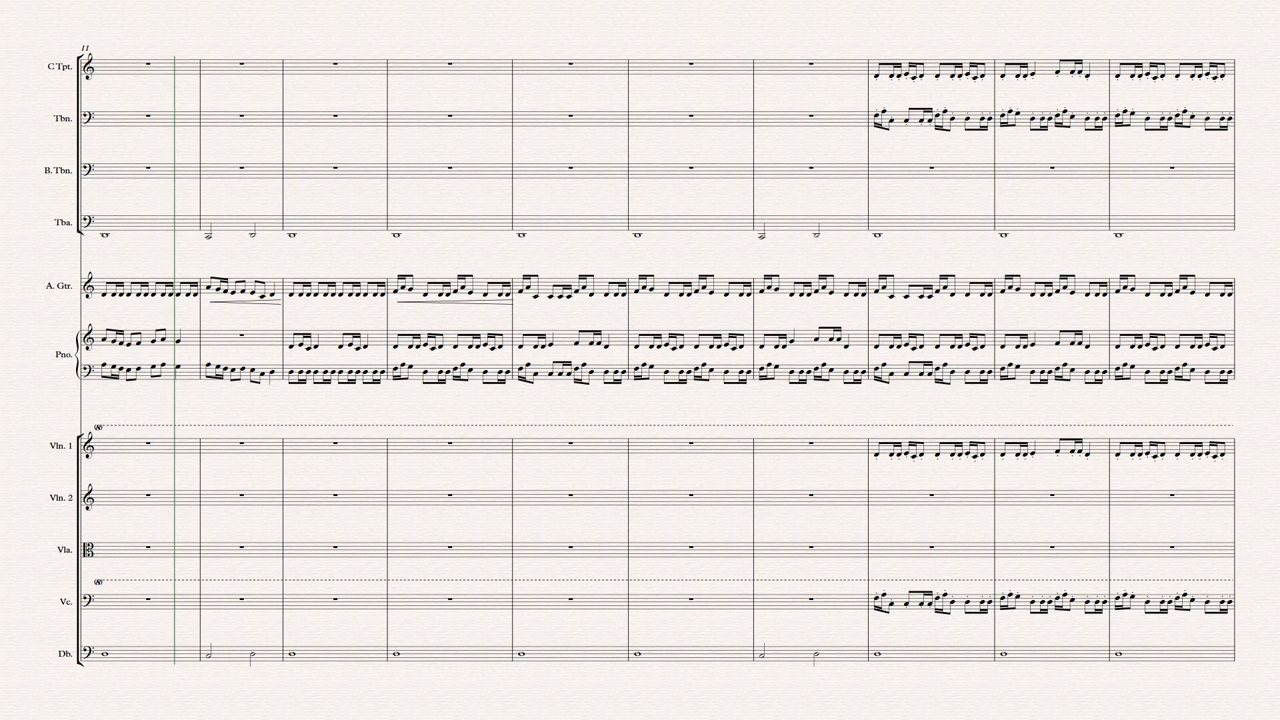 11
C Tpt.
Tbn.
B. Tbn.
Tba.
A. Gtr.
Pno.
Vln. 1
Vln. 2
Vla.
Vc.
Db.